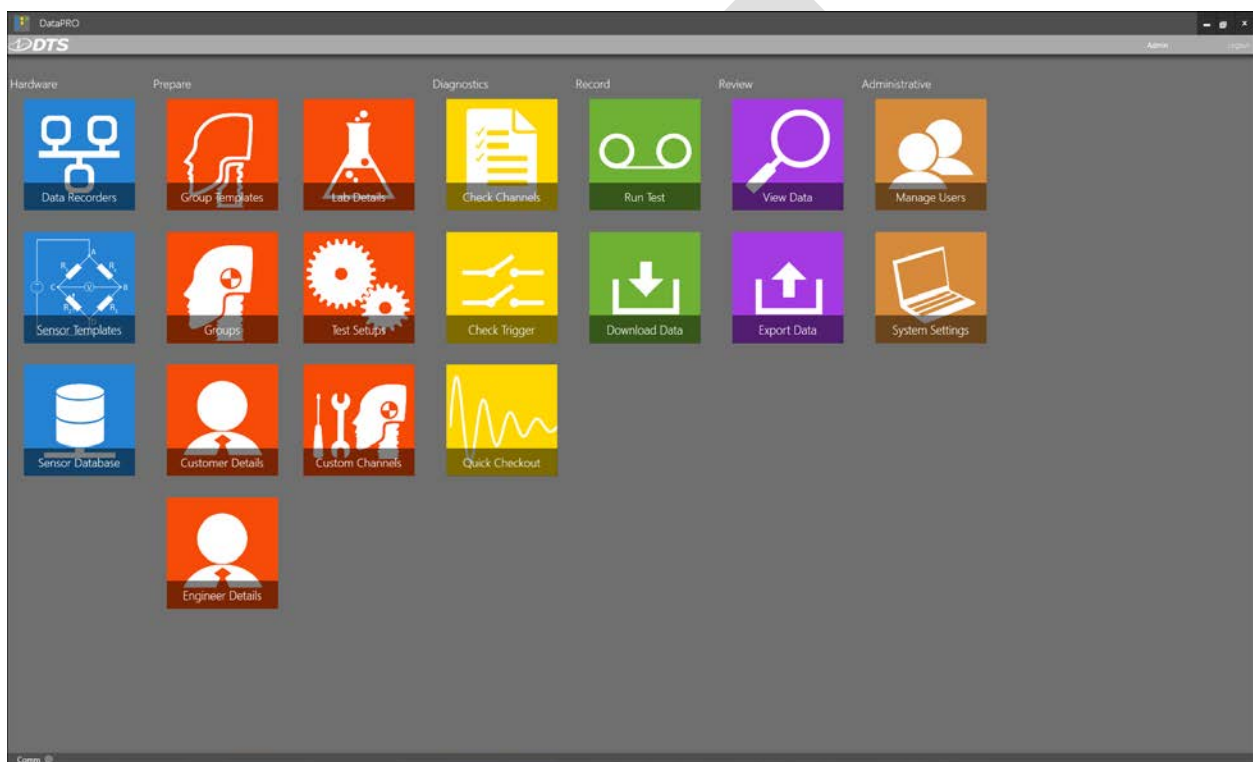 DataPRO
DTS
Admin Logout
Hardware Prepare Diagnostics Record Review Administrative
Data Recorders Group Templates Lab Details Check Channels Run Test View Data Manage Users
A
R
C V B
Sensor Templates Groups Test Setups Check Trigger Download Data Export Data System Settings
Sensor Database Customer Details Custom Channels Quick Checkout
Engineer Details
Comm